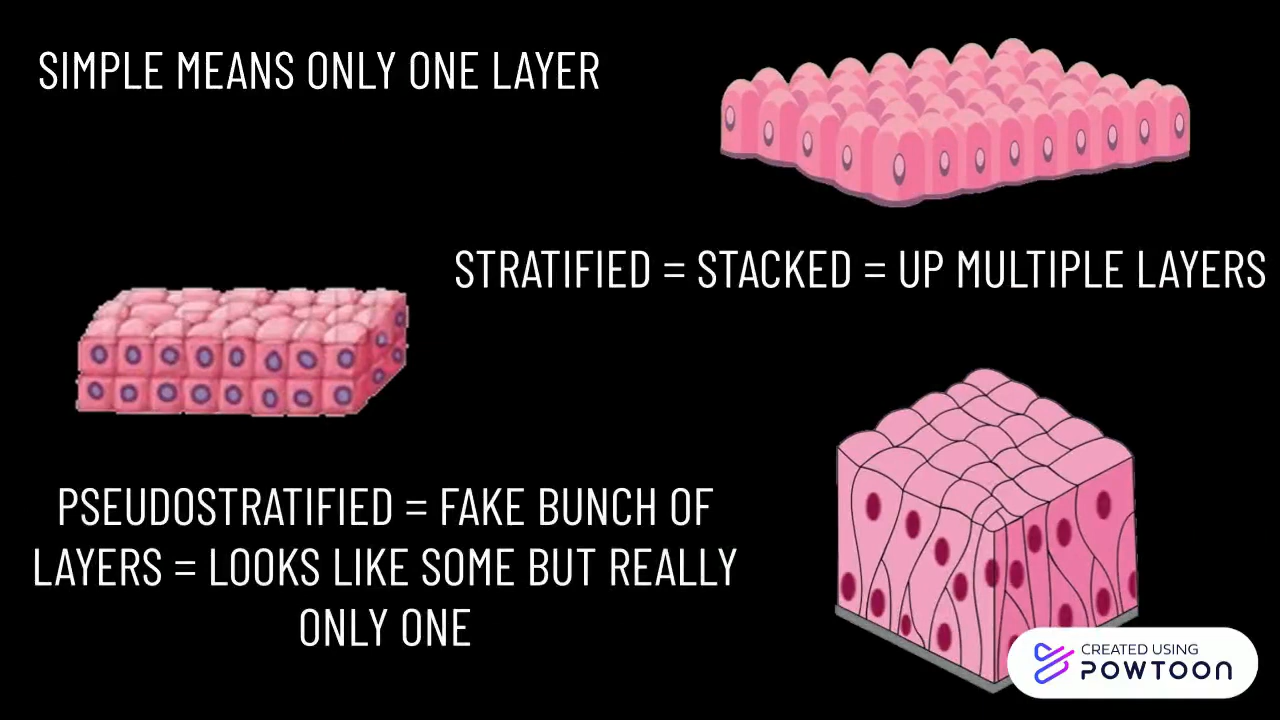 SIMPLE MEANS ONLY ONE LAYER
STRATIFIED = STACKED = UP MULTIPLE LAYERS
PSEUDOSTRATIFIED = FAKE BUNCH OF
LAYERS = LOOKS LIKE SOME BUT REALLY
ONLY ONE
CREATED USING
POWTOON